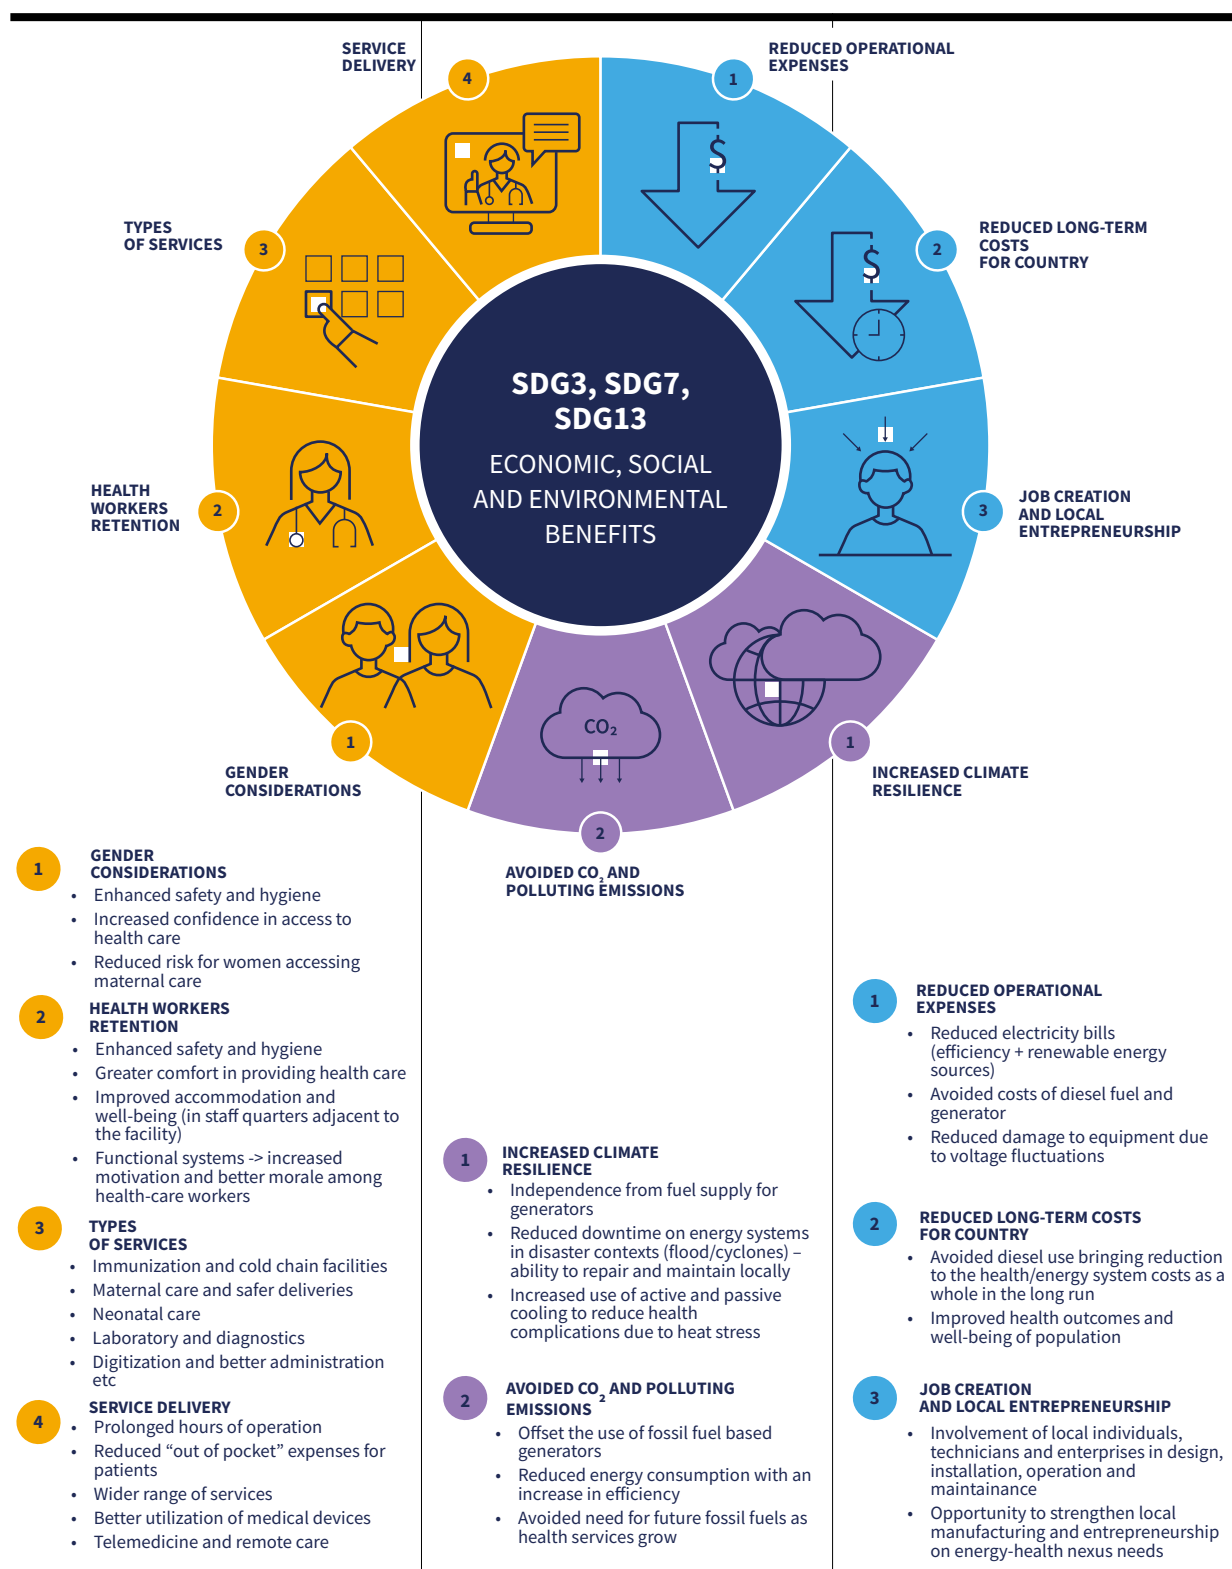 SERVICE
DELIVERY
4
REDUCED OPERATIONAL
EXPENSES
1
$
TYPES
OF SERVICES
3
REDUCED LONG-TERM
COSTS
FOR COUNTRY
2
$
SDG3, SDG7,
SDG13
ECONOMIC, SOCIAL
AND ENVIRONMENTAL
BENEFITS
HEALTH
WORKERS
RETENTION
2
JOB CREATION
AND LOCAL
ENTREPRENEURSHIP
3
CO₂
GENDER
CONSIDERATIONS
1
INCREASED CLIMATE
RESILIENCE
1
AVOIDED CO₂ AND
POLLUTING EMISSIONS
2
1
GENDER
CONSIDERATIONS
• Enhanced safety and hygiene
• Increased confidence in access to
health care
• Reduced risk for women accessing
maternal care
2
HEALTH WORKERS
RETENTION
• Enhanced safety and hygiene
• Greater comfort in providing health care
• Improved accommodation and
well-being (in staff quarters adjacent to
the facility)
• Functional systems -> increased
motivation and better morale among
health-care workers
3
TYPES
OF SERVICES
• Immunization and cold chain facilities
• Maternal care and safer deliveries
• Neonatal care
• Laboratory and diagnostics
• Digitization and better administration
etc
4
SERVICE DELIVERY
• Prolonged hours of operation
• Reduced “out of pocket” expenses for
patients
• Wider range of services
• Better utilization of medical devices
• Telemedicine and remote care
1
INCREASED CLIMATE
RESILIENCE
• Independence from fuel supply for
generators
• Reduced downtime on energy systems
in disaster contexts (flood/cyclones) –
ability to repair and maintain locally
• Increased use of active and passive
cooling to reduce health
complications due to heat stress
2
AVOIDED CO₂ AND POLLUTING
EMISSIONS
• Offset the use of fossil fuel based
generators
• Reduced energy consumption with an
increase in efficiency
• Avoided need for future fossil fuels as
health services grow
1
REDUCED OPERATIONAL
EXPENSES
• Reduced electricity bills
(efficiency + renewable energy
sources)
• Avoided costs of diesel fuel and
generator
• Reduced damage to equipment due
to voltage fluctuations
2
REDUCED LONG-TERM COSTS
FOR COUNTRY
• Avoided diesel use bringing reduction
to the health/energy system costs as a
whole in the long run
• Improved health outcomes and
well-being of population
3
JOB CREATION
AND LOCAL ENTREPRENEURSHIP
• Involvement of local individuals,
technicians and enterprises in design,
installation, operation and
maintainance
• Opportunity to strengthen local
manufacturing and entrepreneurship
on energy-health nexus needs